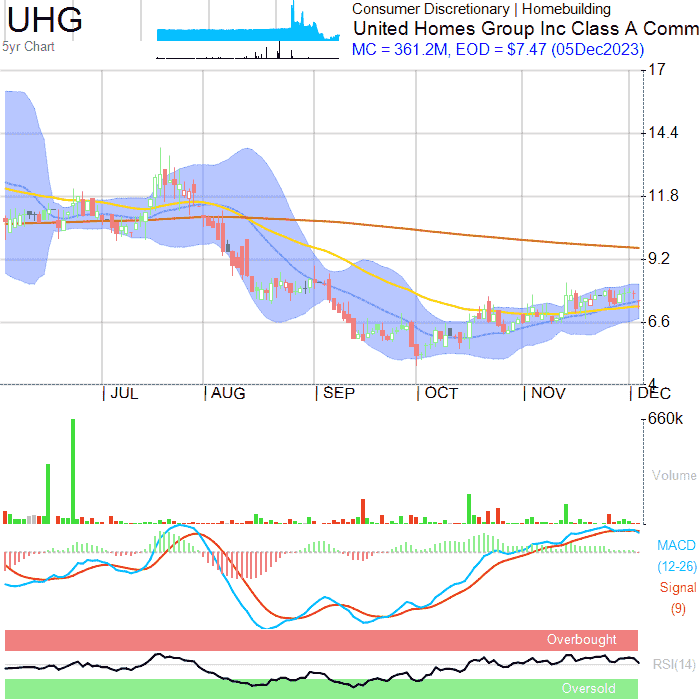 UHG
5yr Chart
Consumer Discretionary | Homebuilding
United Homes Group Inc Class A Comm
MC = 361.2M, EOD = $7.47 (05Dec2023)
17
14.4
11.8
9.2
6.6
4
| JUL | AUG | SEP | OCT | NOV | DEC
660k
Volume
MACD
(12-26)
Signal
(9)
Overbought
RSI(14)
Oversold